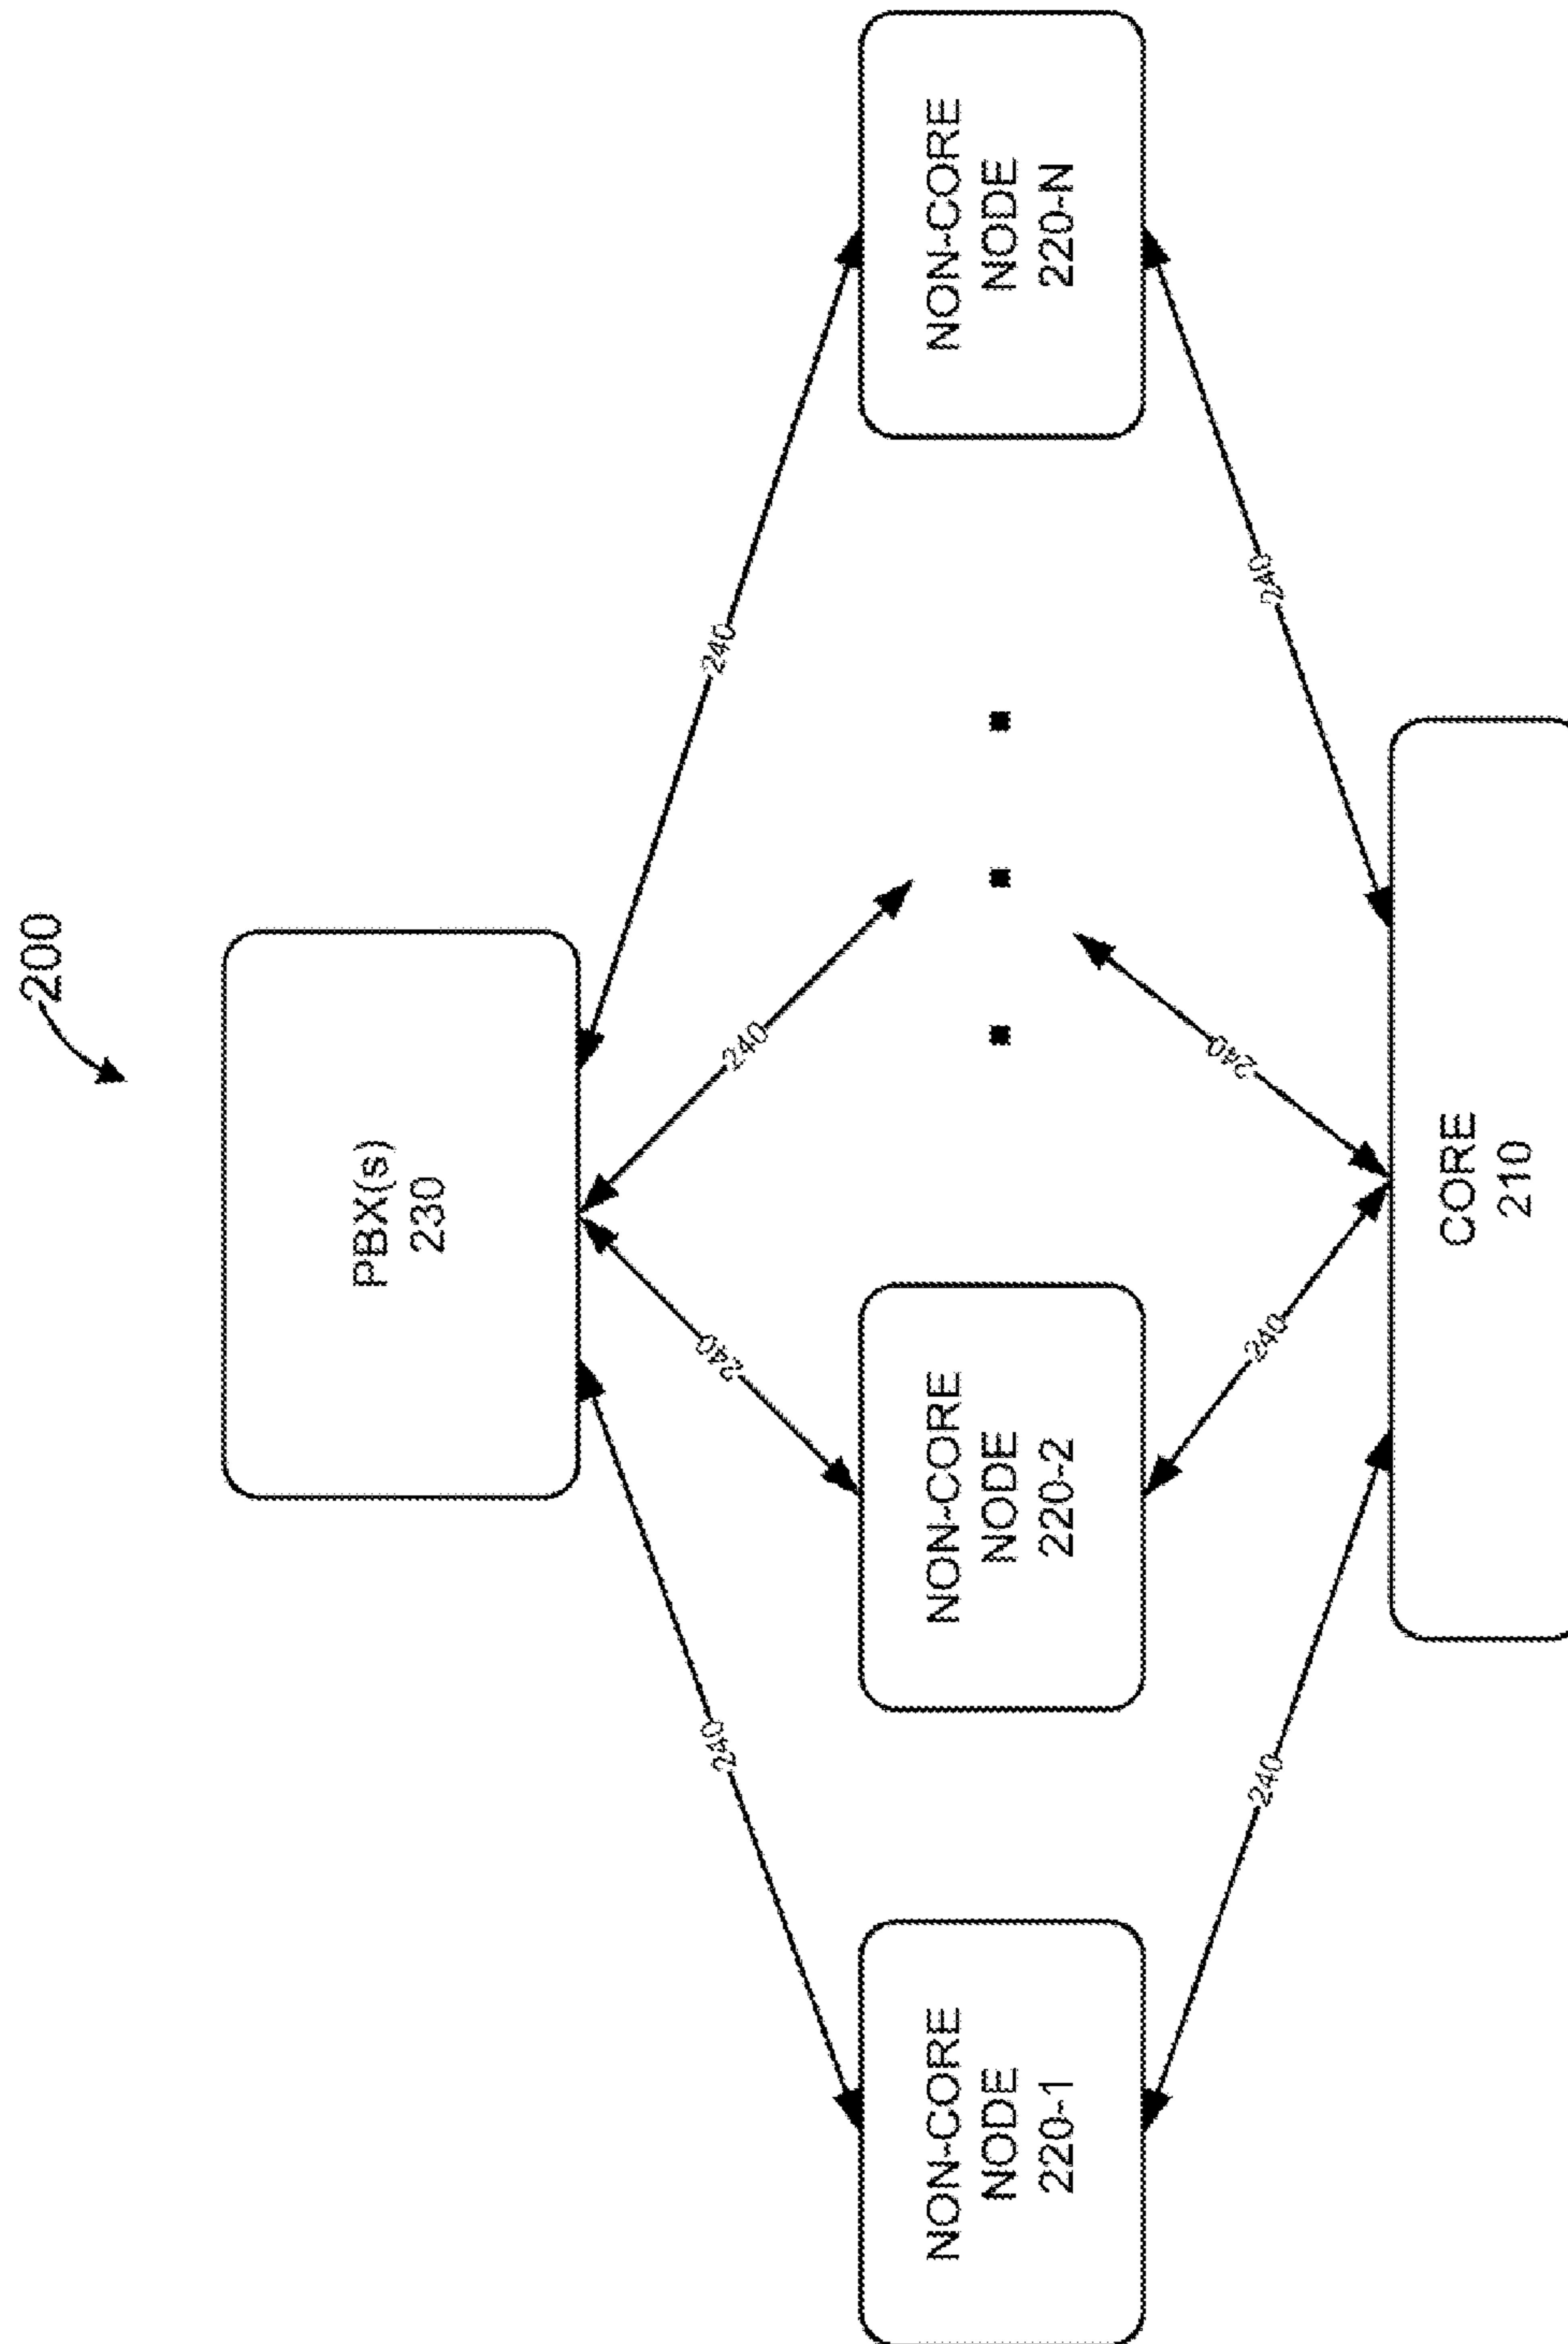 200
PBX(s)
230
240
240
240
240
NON-CORE
NODE
220-1
NON-CORE
NODE
220-2
NON-CORE
NODE
220-N
240
240
240
240
CORE
210